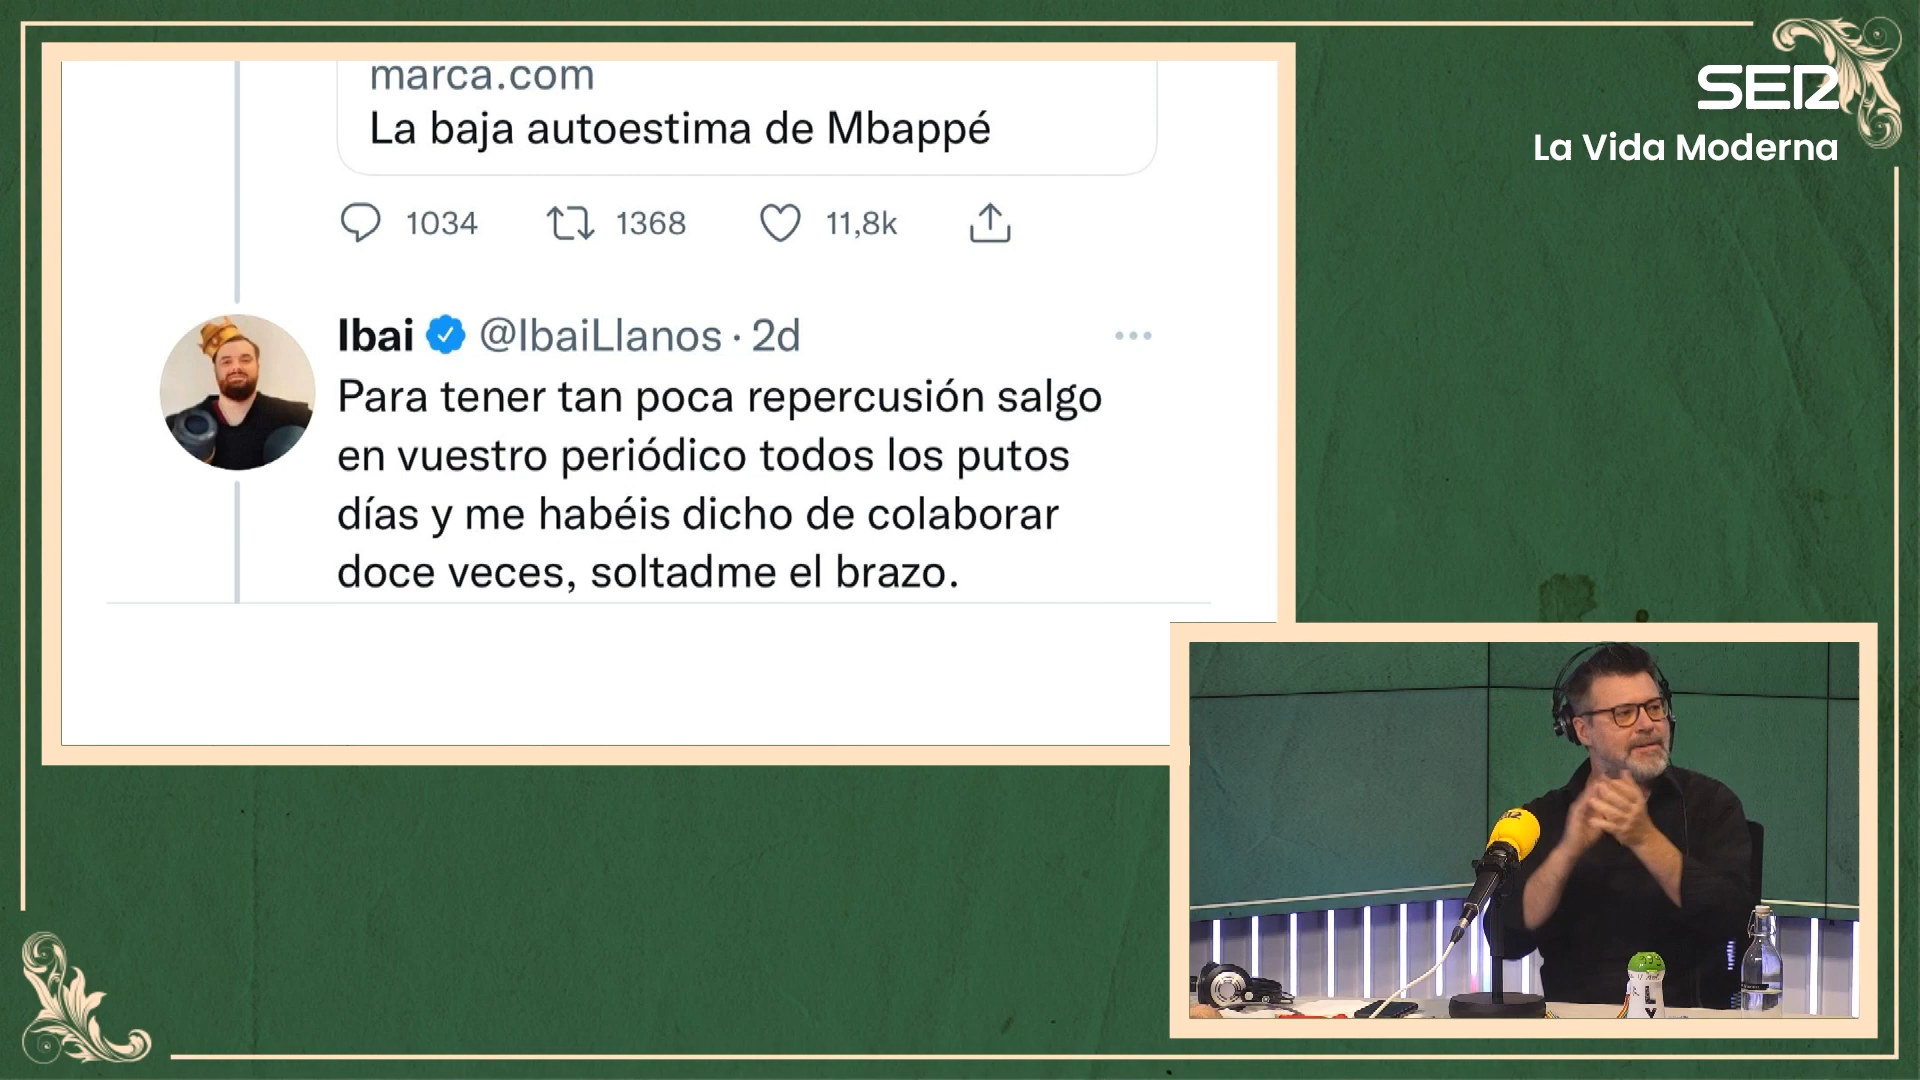 marca.com
La baja autoestima de Mbappé
1034 1368 11,8k
Ibai @IbaiLlanos · 2d
Para tener tan poca repercusión salgo
en vuestro periódico todos los putos
días y me habéis dicho de colaborar
doce veces, soltadme el brazo.
SER
La Vida Moderna